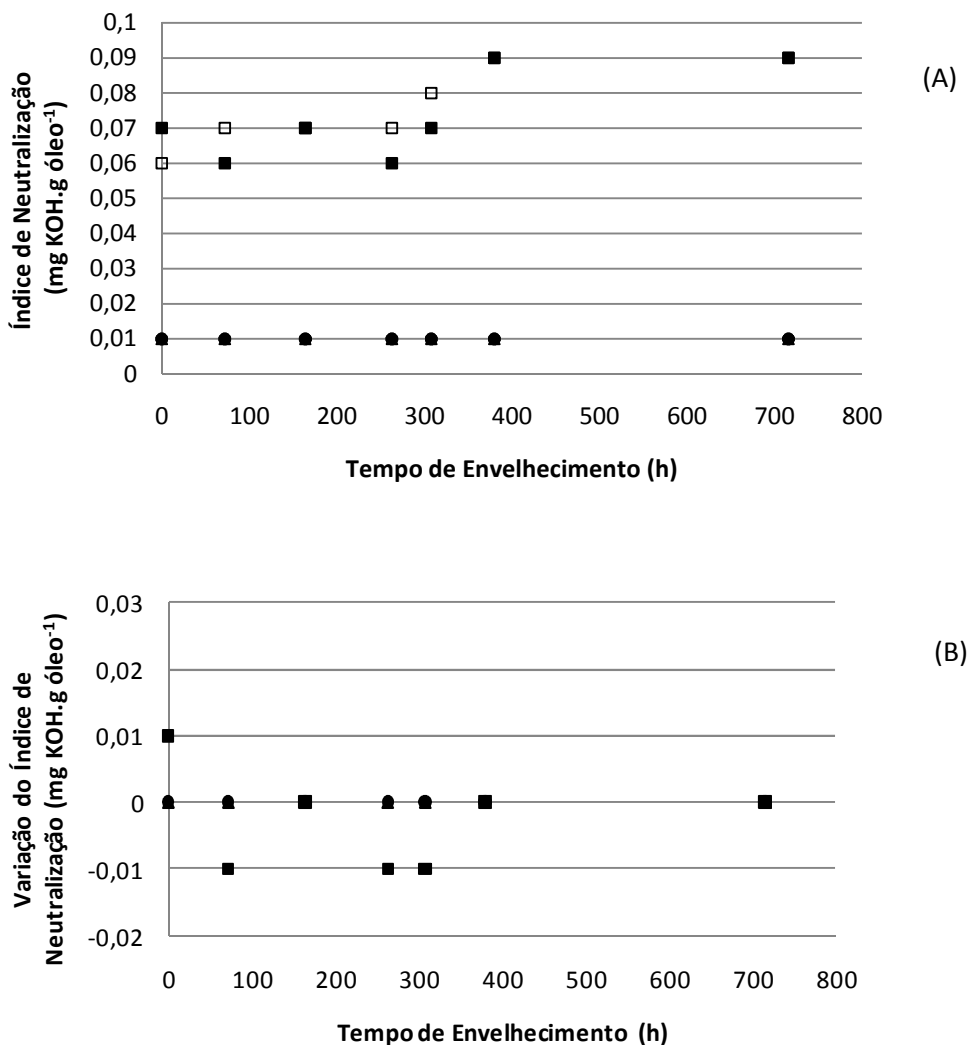 (A)
Índice de Neutralização
(mg KOH.g óleo⁻¹)
0,1
0,09
0,08
0,07
0,06
0,05
0,04
0,03
0,02
0,01
0
0 100 200 300 400 500 600 700 800
Tempo de Envelhecimento (h)
(B)
Variação do Índice de
Neutralização (mg KOH.g óleo⁻¹)
0,03
0,02
0,01
0
-0,01
-0,02
0 100 200 300 400 500 600 700 800
Tempo de Envelhecimento (h)